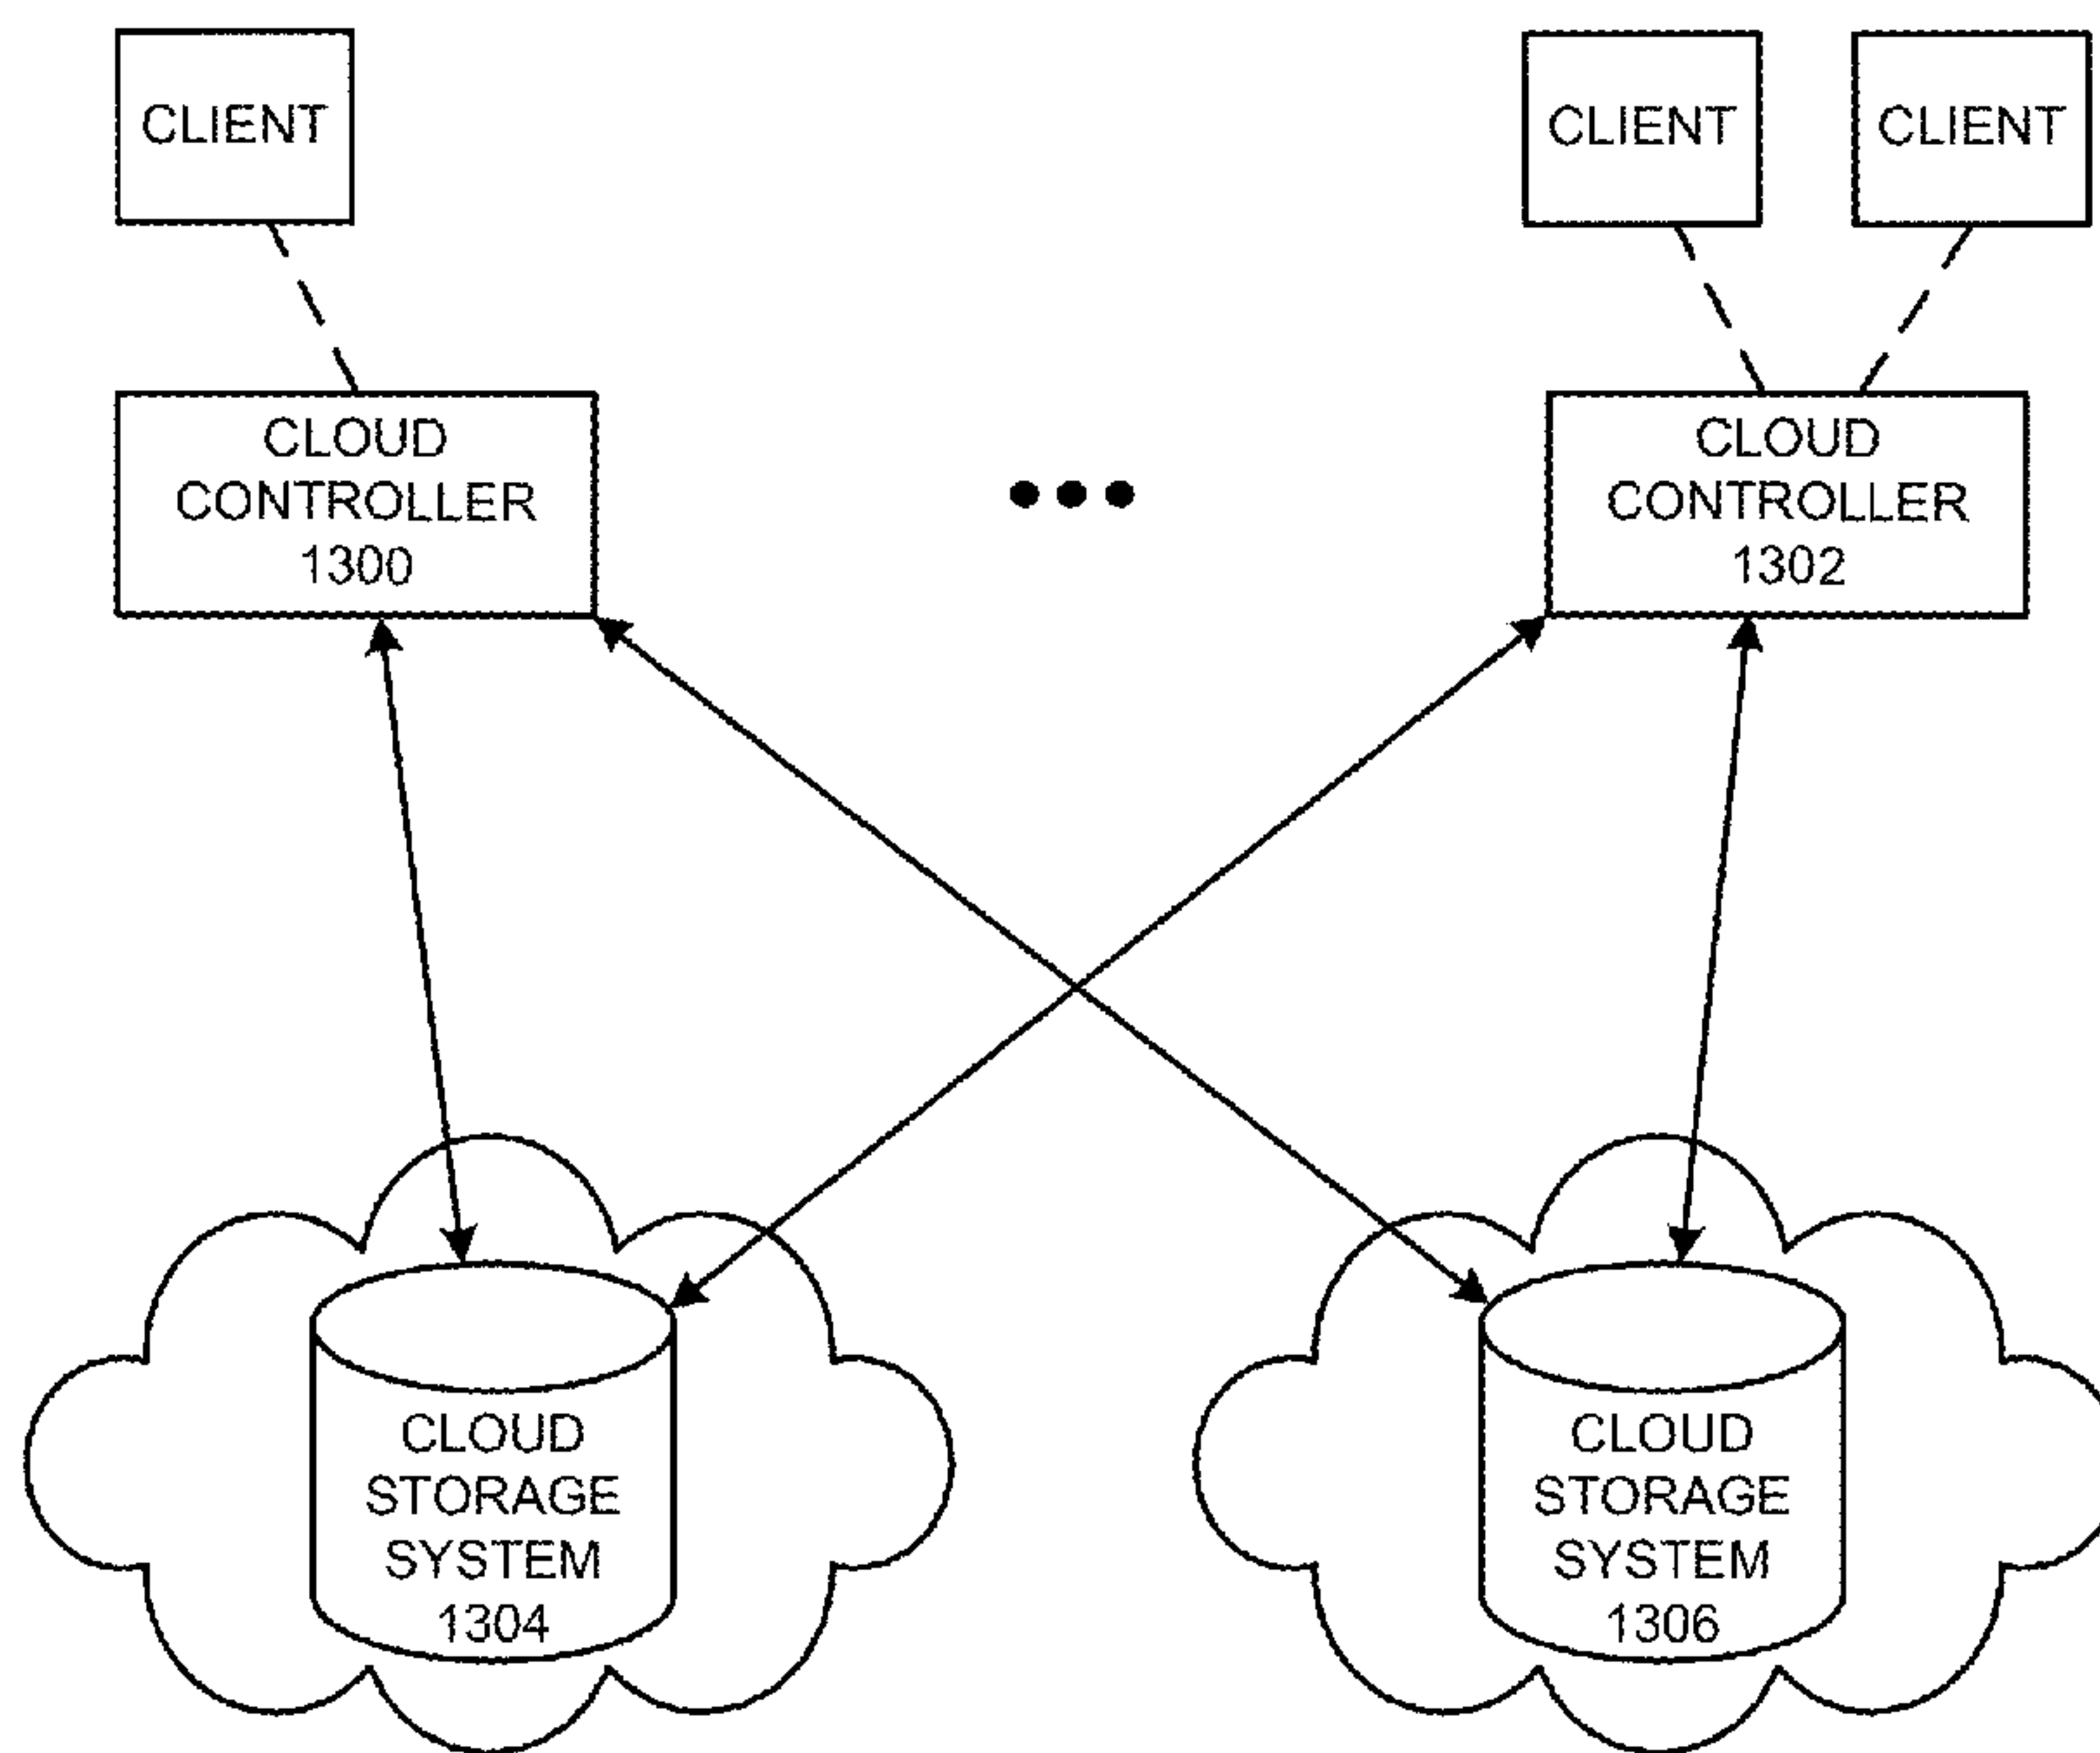 CLIENT
CLIENT
CLIENT
CLOUD
CONTROLLER
1300
CLOUD
CONTROLLER
1302
CLOUD
STORAGE
SYSTEM
1304
CLOUD
STORAGE
SYSTEM
1306